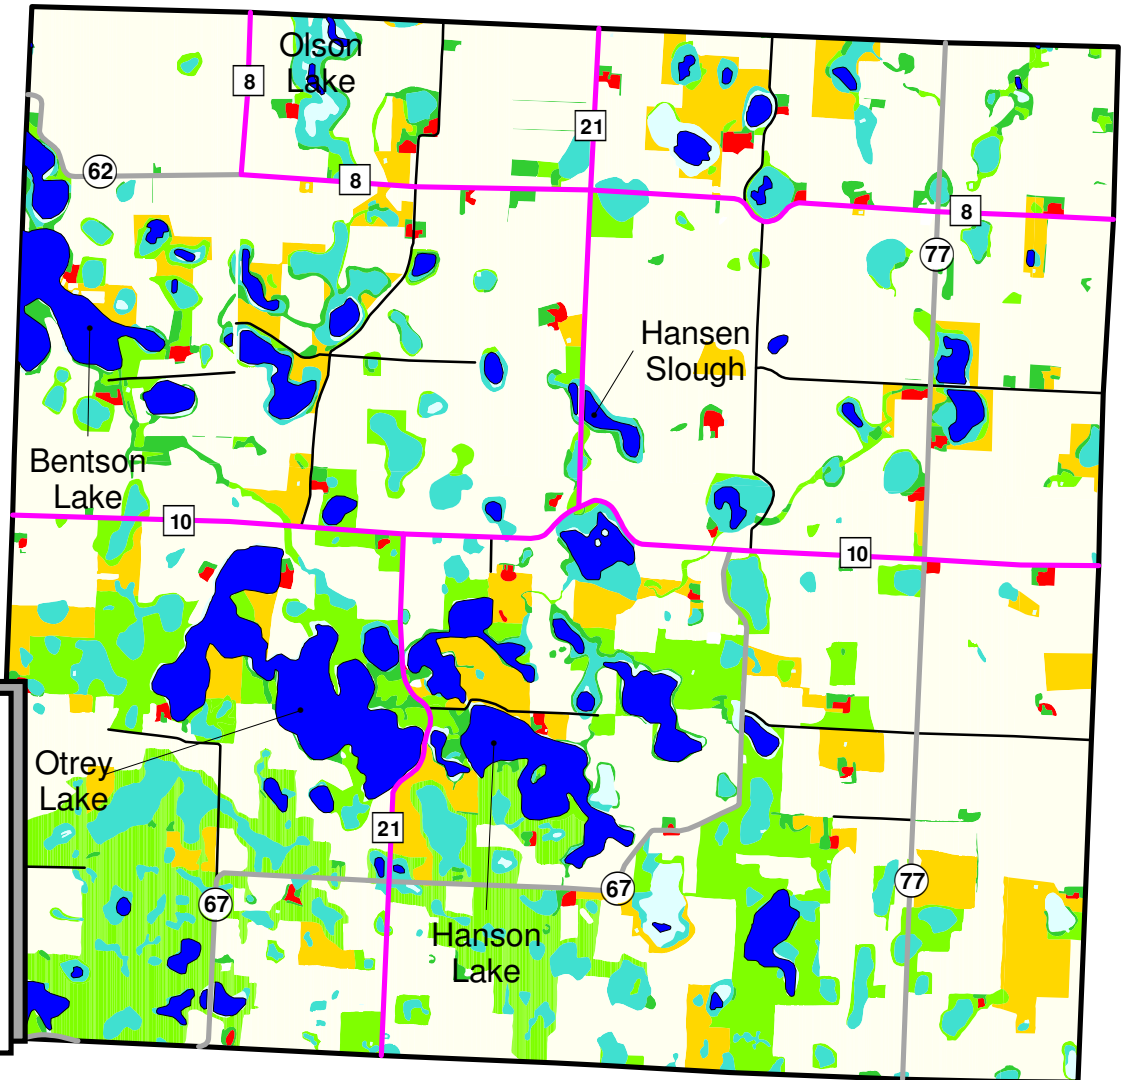 Olson
Lake
8
21
62
8
8
77
Hansen
Slough
Bentson
Lake
10
10
Otrey
Lake
21
67
67
77
Hanson
Lake